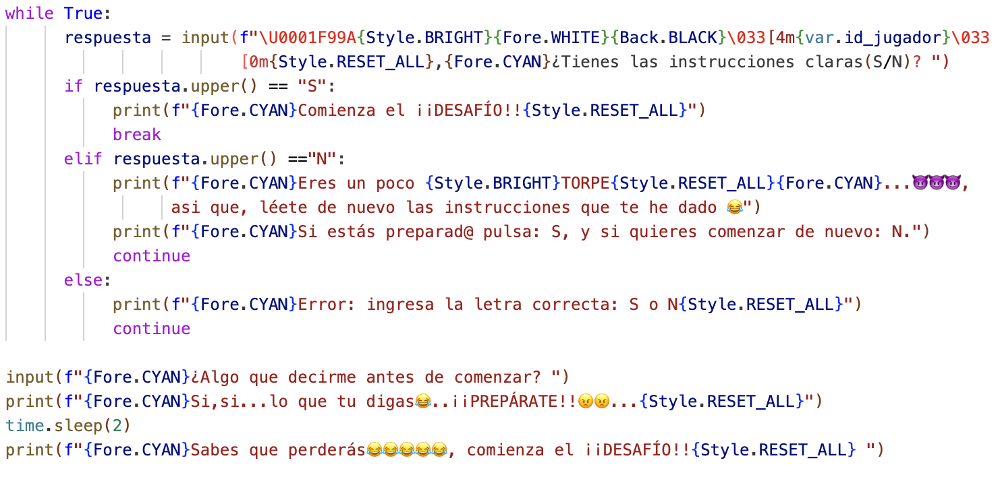 while True:
      respuesta = input(f"\U0001F99A{Style.BRIGHT}{Fore.WHITE}{Back.BLACK}\033[4m{var.id_jugador}\033
                        [0m{Style.RESET_ALL},{Fore.CYAN}¿Tienes las instrucciones claras(S/N)? ")
      if respuesta.upper() == "S":
           print(f"{Fore.CYAN}Comienza el ¡¡DESAFÍO!!{Style.RESET_ALL}")
           break
      elif respuesta.upper() =="N":
           print(f"{Fore.CYAN}Eres un poco {Style.BRIGHT}TORPE{Style.RESET_ALL}{Fore.CYAN}...😈😈😈,
                 asi que, léete de nuevo las instrucciones que te he dado 😂")
           print(f"{Fore.CYAN}Si estás preparad@ pulsa: S, y si quieres comenzar de nuevo: N.")
           continue
      else:
           print(f"{Fore.CYAN}Error: ingresa la letra correcta: S o N{Style.RESET_ALL}")
           continue

input(f"{Fore.CYAN}¿Algo que decirme antes de comenzar? ")
print(f"{Fore.CYAN}Si,si...lo que tu digas😂..¡¡PREPÁRATE!!😠😠...{Style.RESET_ALL}")
time.sleep(2)
print(f"{Fore.CYAN}Sabes que perderás😂😂😂😂😂, comienza el ¡¡DESAFÍO!!{Style.RESET_ALL} ")